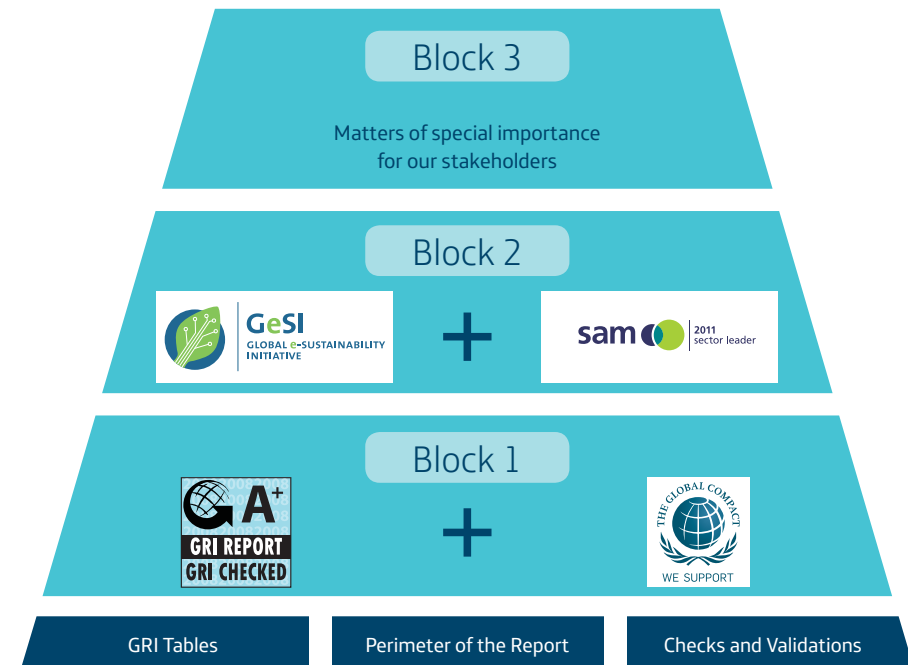 Block 3
Matters of special importance
for our stakeholders
Block 2
GeSI
GLOBAL e-SUSTAINABILITY
INITIATIVE
+
sam
2011
sector leader
Block 1
A+
GRI REPORT
GRI CHECKED
+
THE GLOBAL COMPACT
WE SUPPORT
GRI Tables
Perimeter of the Report
Checks and Validations